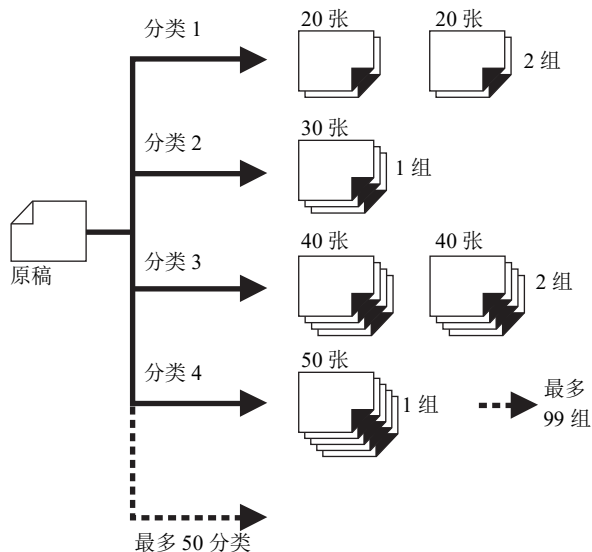 分类 1
20 张
20 张
2 组
分类 2
30 张
1 组
原稿
分类 3
40 张
40 张
2 组
分类 4
50 张
1 组
最多
99 组
最多 50 分类